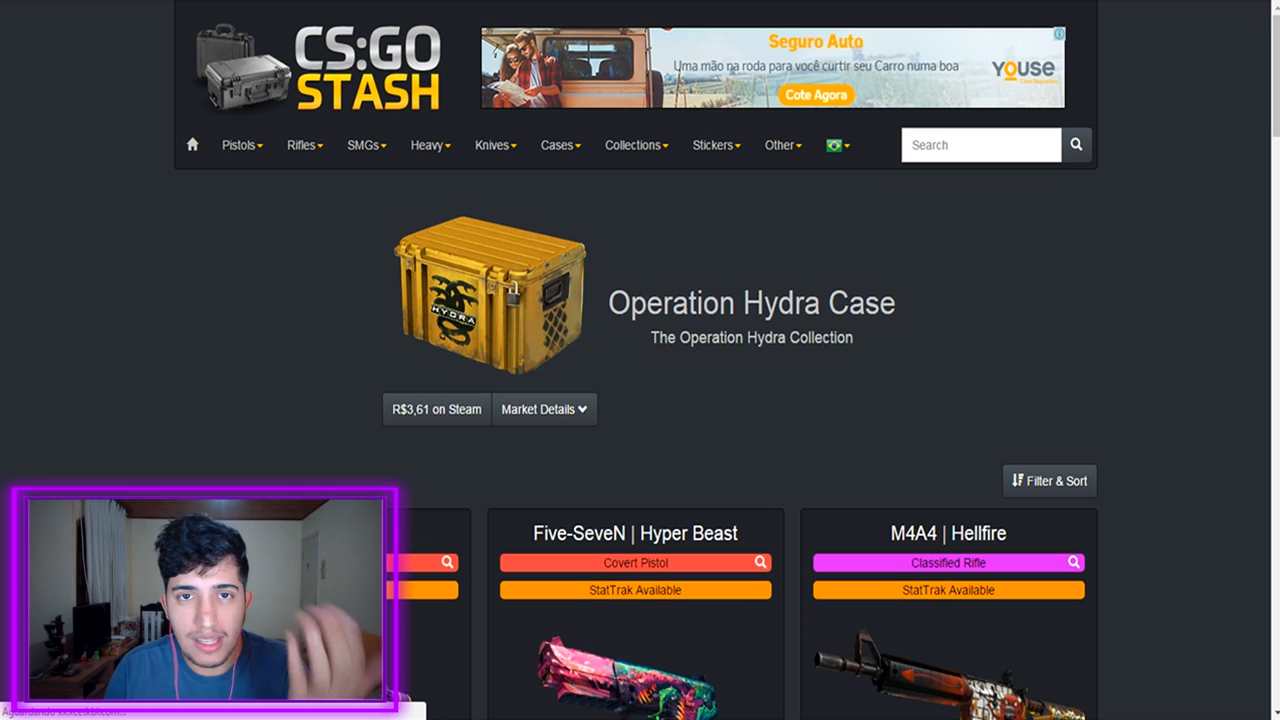 CS:GO
STASH
Seguro Auto
Uma mão na roda para você curtir seu Carro numa boa
Cote Agora
YOUSE
Pistols
Rifles
SMGs
Heavy
Knives
Cases
Collections
Stickers
Other
Search
HYDRA
Operation Hydra Case
The Operation Hydra Collection
R$3,61 on Steam
Market Details
Filter & Sort
Five-SeveN | Hyper Beast
Covert Pistol
StatTrak Available
M4A4 | Hellfire
Classified Rifle
StatTrak Available
Aguardando